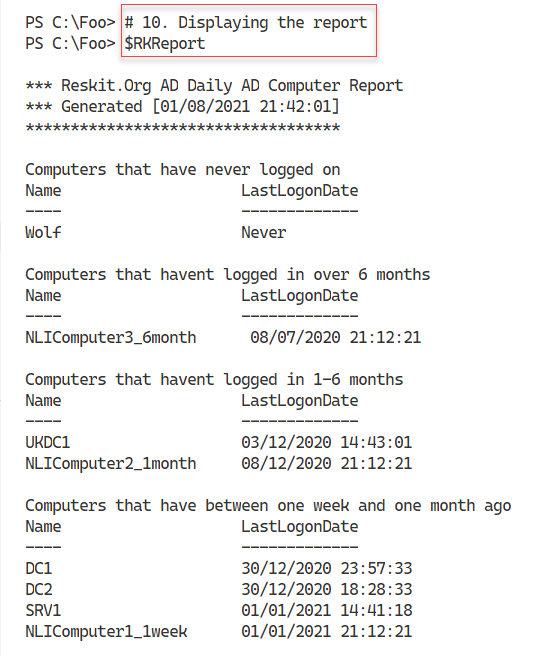 PS C:\Foo> # 10. Displaying the report
PS C:\Foo> $RKReport
*** Reskit.Org AD Daily AD Computer Report
*** Generated [01/08/2021 21:42:01]
***********************************
Computers that have never logged on
Name                    LastLogonDate
----                    -------------
Wolf                    Never
Computers that havent logged in over 6 months
Name                    LastLogonDate
----                    -------------
NLIComputer3_6month      08/07/2020 21:12:21
Computers that havent logged in 1-6 months
Name                    LastLogonDate
----                    -------------
UKDC1                   03/12/2020 14:43:01
NLIComputer2_1month     08/12/2020 21:12:21
Computers that have between one week and one month ago
Name                    LastLogonDate
----                    -------------
DC1                     30/12/2020 23:57:33
DC2                     30/12/2020 18:28:33
SRV1                    01/01/2021 14:41:18
NLIComputer1_1week      01/01/2021 21:12:21